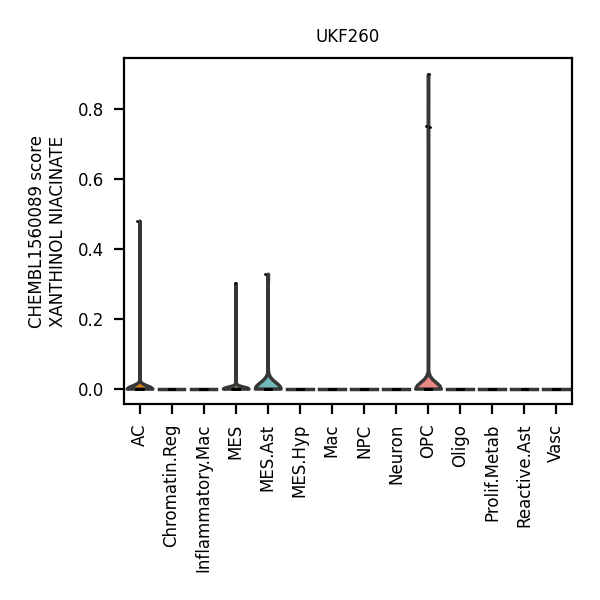 UKF260
CHEMBL1560089 score
XANTHINOL NIACINATE
0.8
0.6
0.4
0.2
0.0
AC
Chromatin.Reg
Inflammatory.Mac
MES
MES.Ast
MES.Hyp
Mac
NPC
Neuron
OPC
Oligo
Prolif.Metab
Reactive.Ast
Vasc